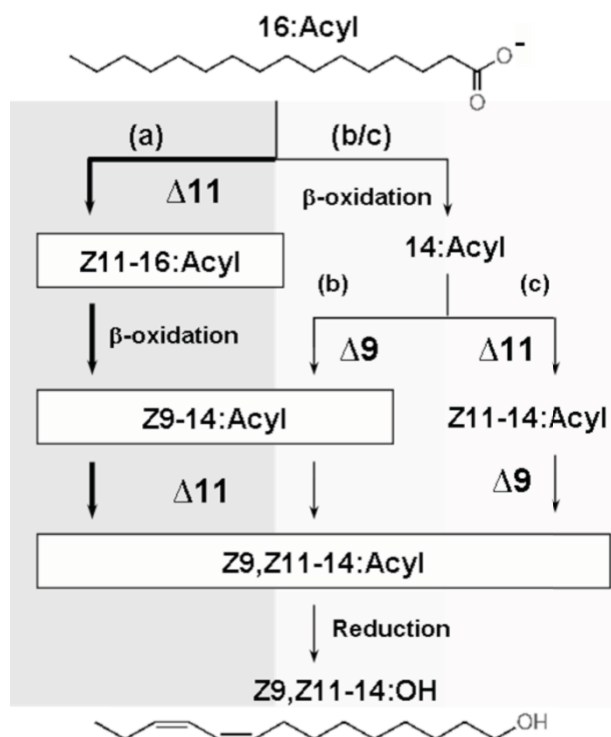 16:Acyl
O
-
O
(a) (b/c)
Δ11 β-oxidation
Z11-16:Acyl 14:Acyl
(b) (c)
β-oxidation Δ9 Δ11
Z9-14:Acyl Z11-14:Acyl
Δ11 Δ9
Z9,Z11-14:Acyl
Reduction
Z9,Z11-14:OH
OH